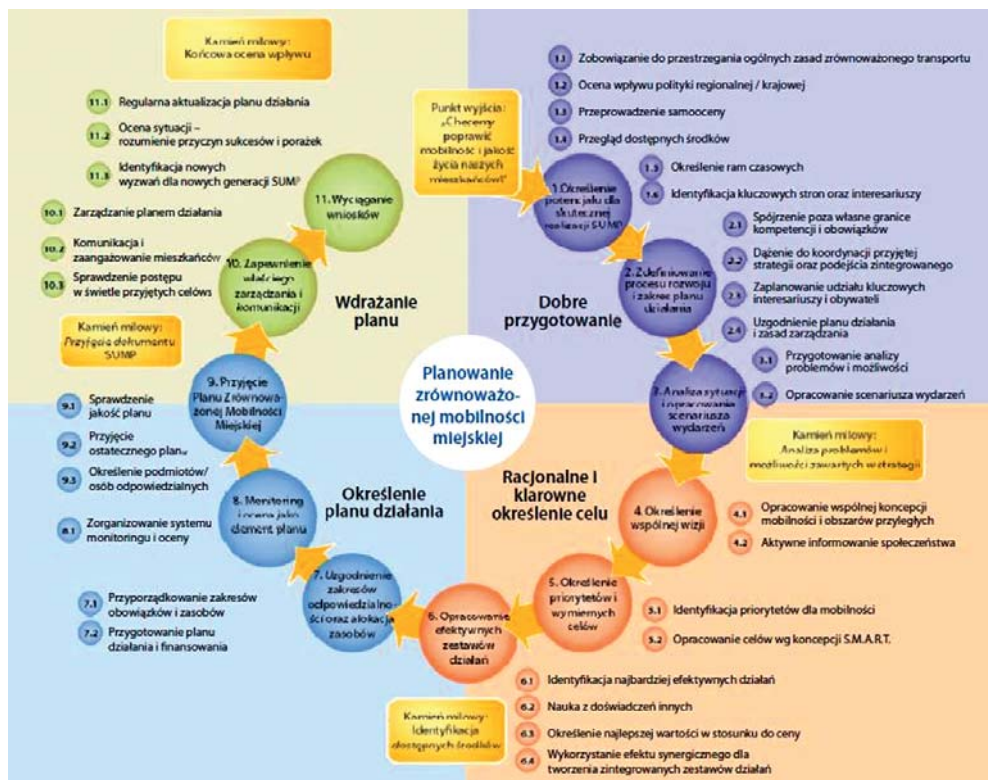 Kamień milowy:
Końcowa ocena wpływu
11.1 Regularna aktualizacja planu działania
11.2 Ocena sytuacji –
rozumienie przyczyn sukcesów i porażek
11.3 Identyfikacja nowych
wyzwań dla nowych generacji SUMP
10.1 Zarządzanie planem działania
10.2 Komunikacja i
zaangażowanie mieszkańców
10.3 Sprawdzenie postępu
w świetle przyjętych celów
11. Wyciąganie
wniosków
10. Zapewnienie
właściwego
zarządzania i
komunikacji
Wdrażanie
planu
Punkt wyjścia:
„Chcemy
poprawić
mobilność i jakość
życia naszych
mieszkańców!"
1.1 Zobowiązanie do przestrzegania ogólnych zasad zrównoważonego transportu
1.2 Ocena wpływu polityki regionalnej / krajowej
1.3 Przeprowadzenie samooceny
1.4 Przegląd dostępnych środków
1.5 Określenie ram czasowych
1.6 Identyfikacja kluczowych stron oraz interesariuszy
1. Określenie
potencjału dla
skutecznej
realizacji SUMP
2.1 Spójrzenie poza własne granice
kompetencji i obowiązków
2.2 Dążenie do koordynacji przyjętej
strategii oraz podejścia zintegrowanego
2.3 Zaplanowanie udziału kluczowych
interesariuszy i obywateli
2.4 Uzgodnienie planu działania
i zasad zarządzania
2. Zdefiniowanie
procesu rozwoju
i zakres planu
działania
Dobre
przygotowanie
3.1 Przygotowanie analizy
problemów i możliwości
3.2 Opracowanie scenariusza wydarzeń
3. Analiza sytuacji
i opracowanie
scenariusza
wydarzeń
Kamień milowy:
Przyjęcie dokumentu
SUMP
9. Przyjęcie
Planu Zrównowa-
żonej Mobilności
Miejskiej
Planowanie
zrównoważo-
nej mobilności
miejskiej
9.1 Sprawdzenie
jakość planu
9.2 Przyjęcie
ostatecznego planu
9.3 Określenie podmiotów/
osób odpowiedzialnych
8.1 Zorganizowanie systemu
monitoringu i oceny
8. Monitoring
i ocena jako
element planu
Określenie
planu działania
7.1 Przyporządkowanie zakresów
obowiązków i zasobów
7.2 Przygotowanie planu
działania i finansowania
7. Uzgodnienie
zakresów
odpowiedzialno-
ści oraz alokacja
zasobów
Kamień milowy:
Analiza problemów i
możliwości zawartych w strategii
Racjonalne i
klarowne
określenie celu
4. Określenie
wspólnej wizji
4.1 Opracowanie wspólnej koncepcji
mobilności i obszarów przyległych
4.2 Aktywne informowanie społeczeństwa
5. Określenie
priorytetów i
wymiernych
celów
5.1 Identyfikacja priorytetów dla mobilności
5.2 Opracowanie celów wg koncepcji S.M.A.R.T.
6. Opracowanie
efektywnych
zestawów
działań
6.1 Identyfikacja najbardziej efektywnych działań
6.2 Nauka z doświadczeń innych
6.3 Określenie najlepszej wartości w stosunku do ceny
6.4 Wykorzystanie efektu synergicznego dla
tworzenia zintegrowanych zestawów działań
Kamień milowy:
Identyfikacja
dostępnych środków